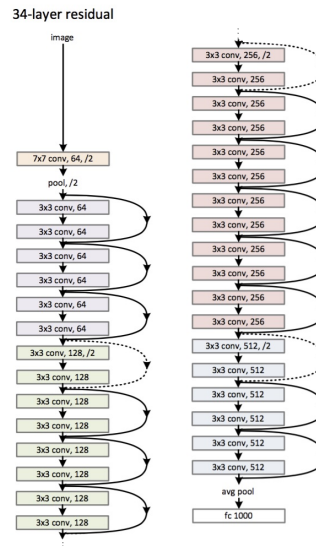 34-layer residual
image
7x7 conv, 64, /2
pool, /2
3x3 conv, 64
3x3 conv, 64
3x3 conv, 64
3x3 conv, 64
3x3 conv, 64
3x3 conv, 64
3x3 conv, 128, /2
3x3 conv, 128
3x3 conv, 128
3x3 conv, 128
3x3 conv, 128
3x3 conv, 128
3x3 conv, 128
3x3 conv, 128
3x3 conv, 256, /2
3x3 conv, 256
3x3 conv, 256
3x3 conv, 256
3x3 conv, 256
3x3 conv, 256
3x3 conv, 256
3x3 conv, 256
3x3 conv, 256
3x3 conv, 256
3x3 conv, 256
3x3 conv, 256
3x3 conv, 512, /2
3x3 conv, 512
3x3 conv, 512
3x3 conv, 512
3x3 conv, 512
3x3 conv, 512
avg pool
fc 1000